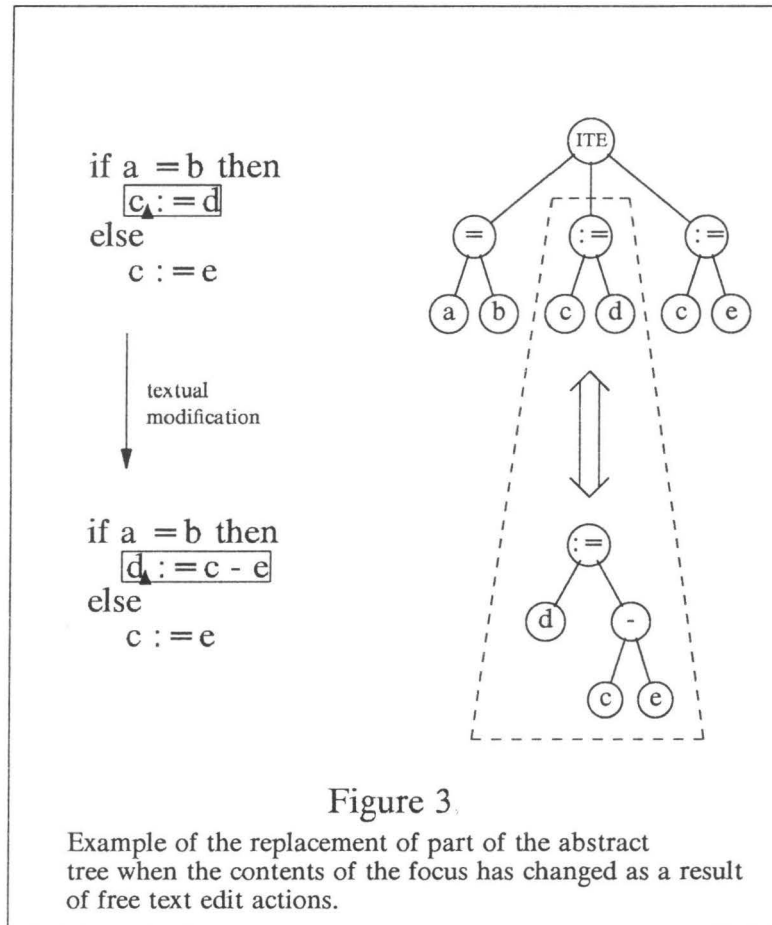 if a = b then
c := d
else
c := e
textual
modification
if a = b then
d := c - e
else
c := e
ITE
= := :=
a b c d c e
:=
d -
c e
Figure 3
Example of the replacement of part of the abstract
tree when the contents of the focus has changed as a result
of free text edit actions.